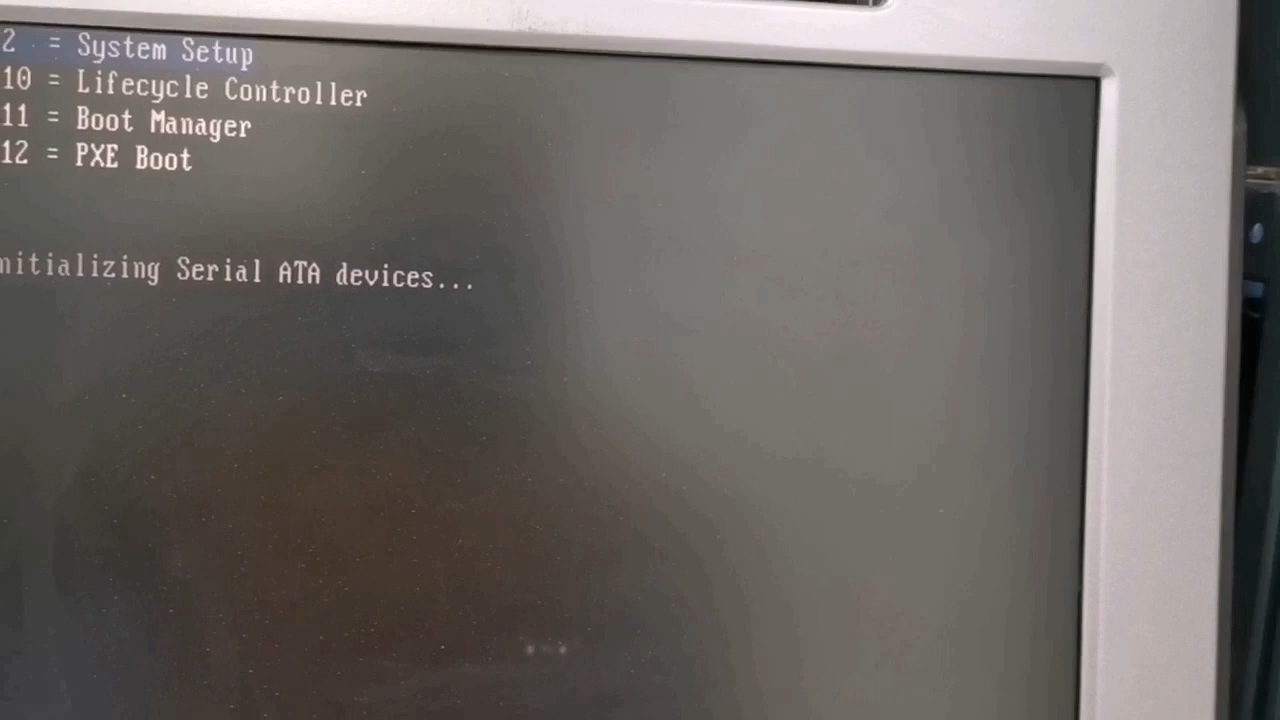 2 = System Setup
10 = Lifecycle Controller
11 = Boot Manager
12 = PXE Boot
nitializing Serial ATA devices...